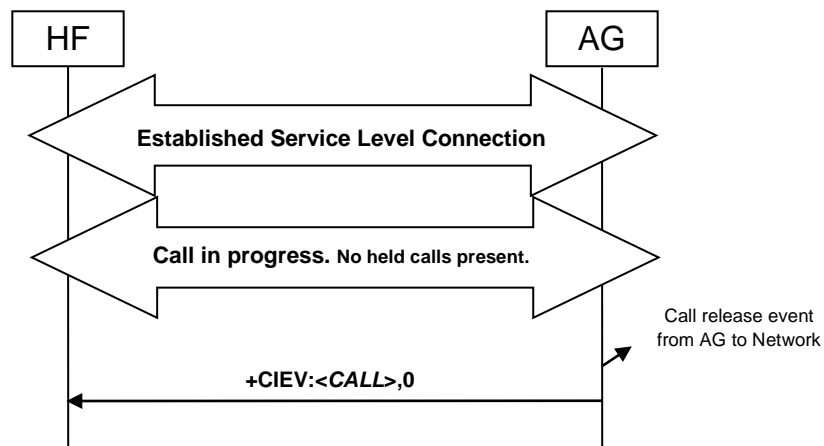 HF
AG
Established Service Level Connection
Call in progress. No held calls present.
Call release event
from AG to Network
+CIEV:<CALL>,0